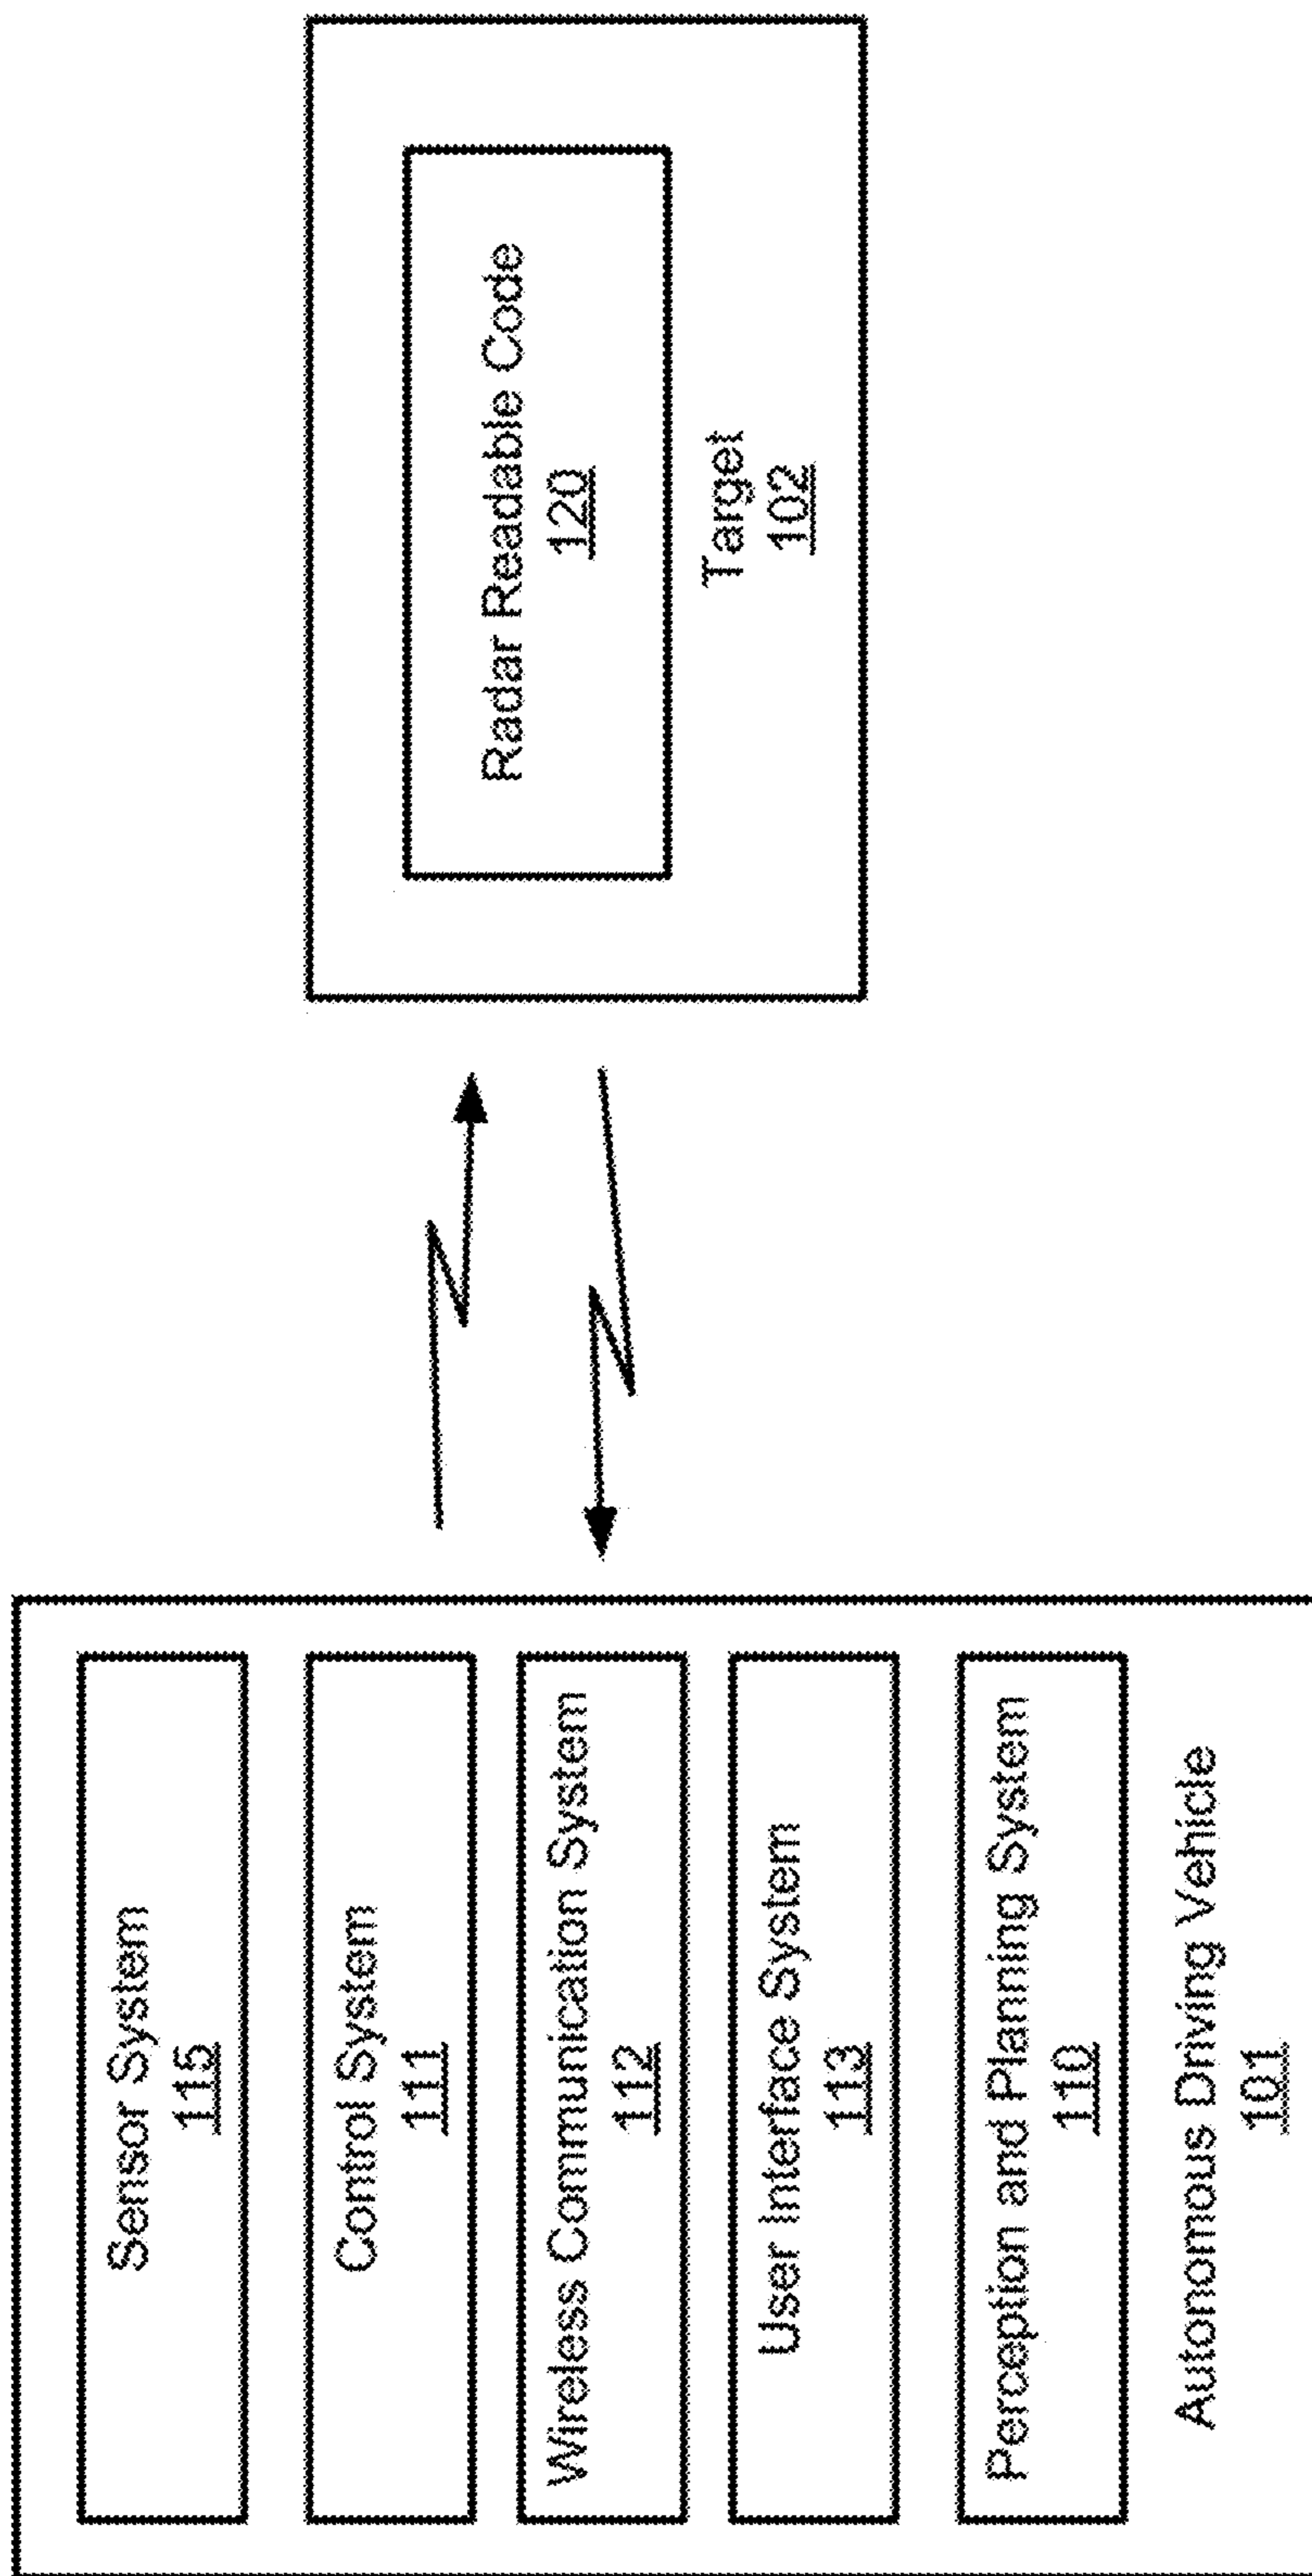 Sensor System
115
Control System
111
Wireless Communication System
112
User Interface System
113
Perception and Planning System
110
Autonomous Driving Vehicle
101
Radar Readable Code
120
Target
102